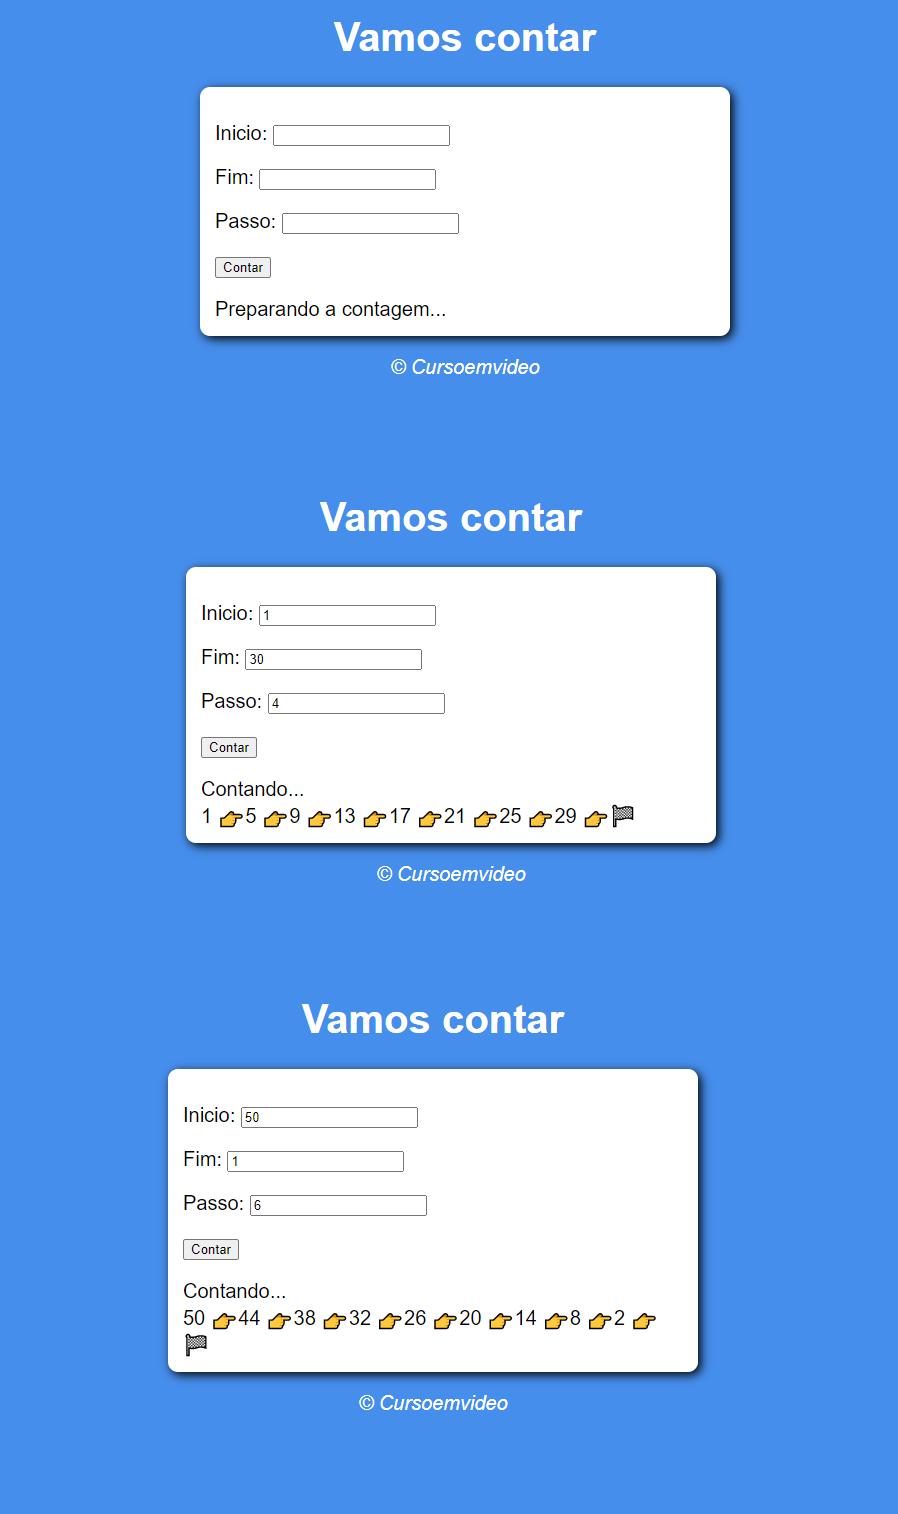 Vamos contar
Inicio:
Fim:
Passo:
Contar
Preparando a contagem...
© Cursoemvideo
Vamos contar
Inicio: 1
Fim: 30
Passo: 4
Contar
Contando...
1 👉5 👉9 👉13 👉17 👉21 👉25 👉29 👉🏁
© Cursoemvideo
Vamos contar
Inicio: 50
Fim: 1
Passo: 6
Contar
Contando...
50 👉44 👉38 👉32 👉26 👉20 👉14 👉8 👉2 👉
🏁
© Cursoemvideo